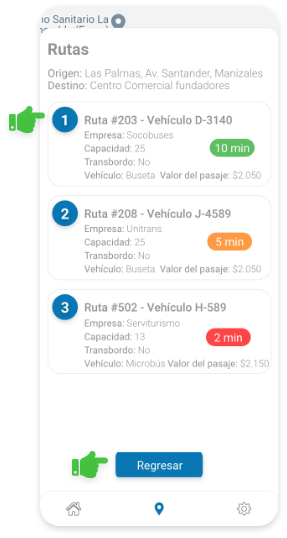 no Sanitario La
Rutas
Origen: Las Palmas, Av. Santander, Manizales
Destino: Centro Comercial fundadores
1
Ruta #203 - Vehículo D-3140
Empresa: Socobuses
Capacidad: 25
10 min
Transbordo: No
Vehículo: Buseta Valor del pasaje: $2.050
2
Ruta #208 - Vehículo J-4589
Empresa: Unitrans
Capacidad: 25
5 min
Transbordo: No
Vehículo: Buseta Valor del pasaje: $2.050
3
Ruta #502 - Vehículo H-589
Empresa: Serviturismo
Capacidad: 13
2 min
Transbordo: No
Vehículo: Microbús Valor del pasaje: $2.150
Regresar